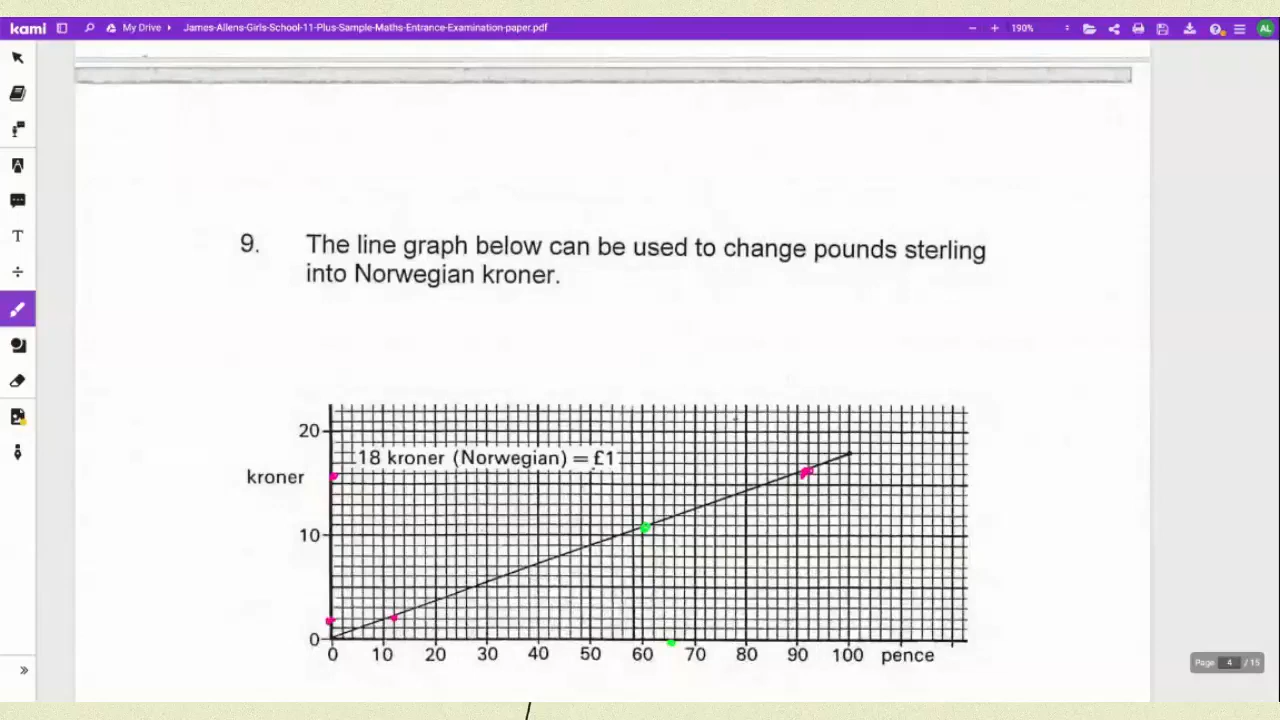 kami My Drive James-Allens-Girls-School-11-Plus-Sample-Maths-Entrance-Examination-paper.pdf 190% AL
9. The line graph below can be used to change pounds sterling
into Norwegian kroner.
20
18 kroner (Norwegian) = £1
kroner
10
0
0 10 20 30 40 50 60 70 80 90 100 pence
Page 4 / 15
T